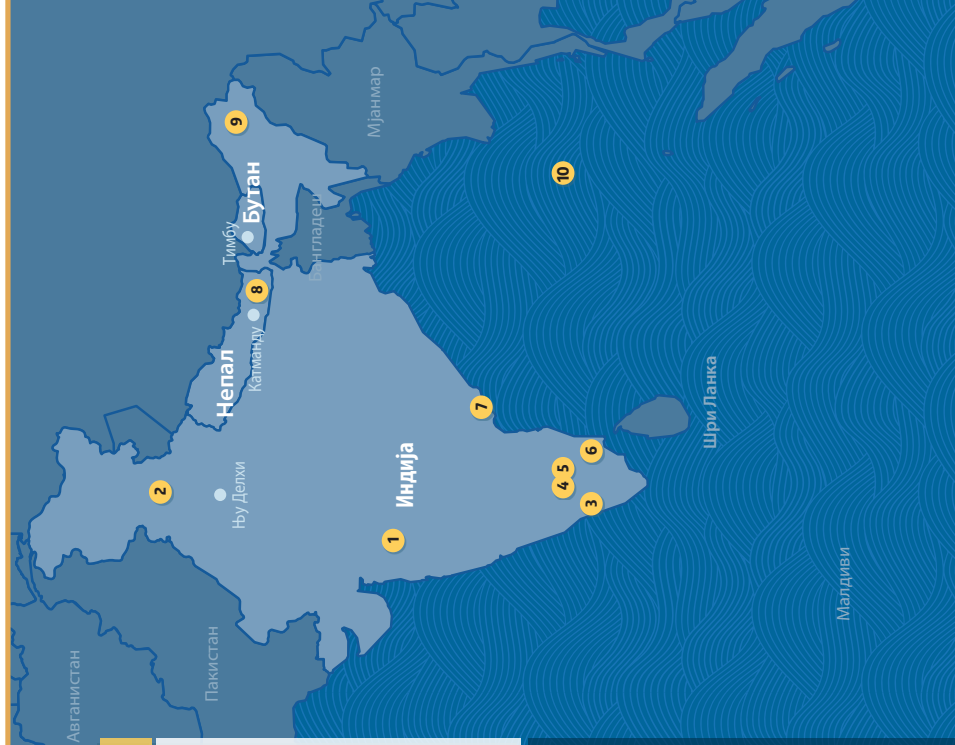 Авганистан
Пакистан
Индија
Њу Делхи
Непал
Катманду
Тимбу
Бутан
Бангладеш
Мјанмар
Шри Ланка
Малдиви
1
2
3
4
5
6
7
8
9
10